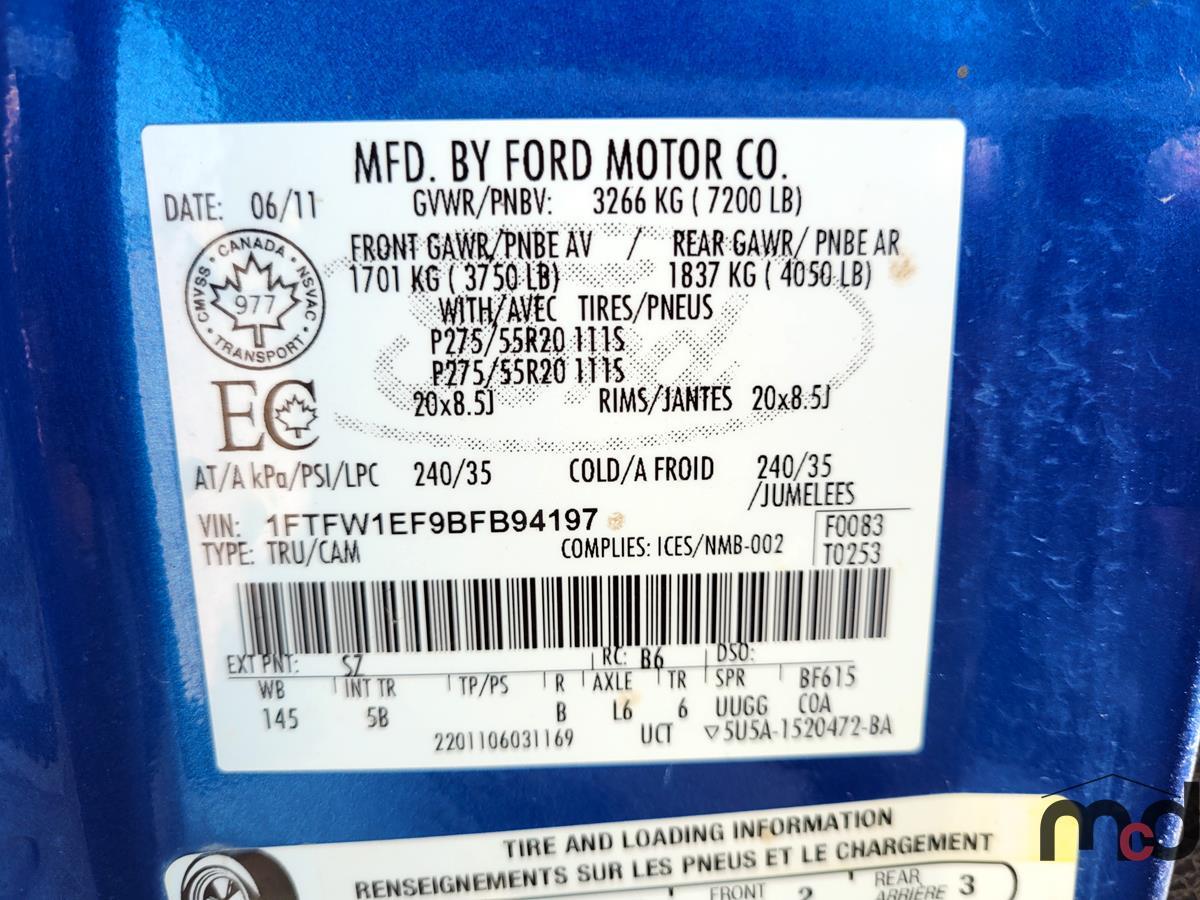 MFD. BY FORD MOTOR CO.
DATE: 06/11 GVWR/PNBV: 3266 KG ( 7200 LB)
FRONT GAWR/PNBE AV / REAR GAWR/ PNBE AR
1701 KG ( 3750 LB) 1837 KG ( 4050 LB)
WITH/AVEC TIRES/PNEUS
P275/55R20 111S
P275/55R20 111S
20x8.5J RIMS/JANTES 20x8.5J
CANADA
CMVSS • NSVAC
977
TRANSPORT
EC
AT/A kPa/PSI/LPC 240/35 COLD/A FROID 240/35
/JUMELEES
VIN: 1FTFW1EF9BFB94197 F0083
TYPE: TRU/CAM COMPLIES: ICES/NMB-002 T0253
EXT PNT: SZ RC: B6 DSO:
WB INT TR TP/PS R AXLE TR SPR BF615
145 5B B L6 6 UUGG COA
2201106031169 UCT ▽5U5A-1520472-BA
TIRE AND LOADING INFORMATION
RENSEIGNEMENTS SUR LES PNEUS ET LE CHARGEMENT
FRONT 2 REAR
ARRIÈRE 3
mcd